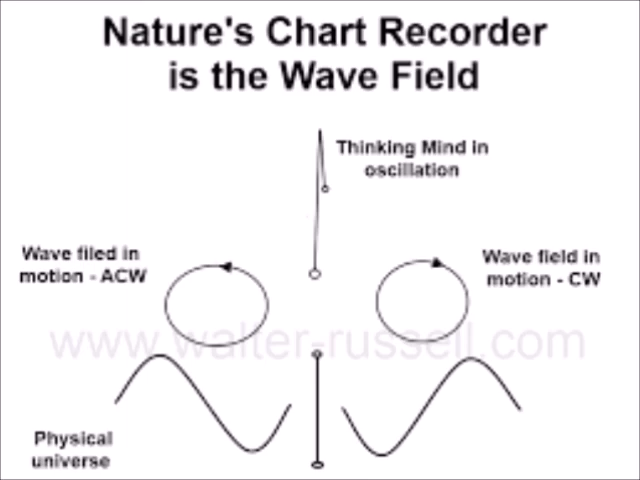 Nature's Chart Recorder
is the Wave Field
Thinking Mind in
oscillation
Wave filed in
motion - ACW
Wave field in
motion - CW
www.walter-russell.com
Physical
universe